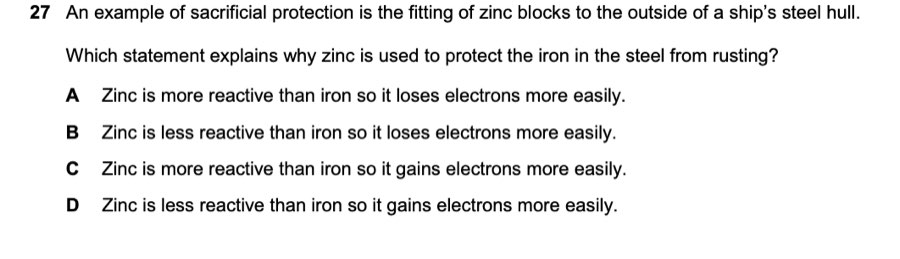 27 An example of sacrificial protection is the fitting of zinc blocks to the outside of a ship's steel hull.
Which statement explains why zinc is used to protect the iron in the steel from rusting?
A Zinc is more reactive than iron so it loses electrons more easily.
B Zinc is less reactive than iron so it loses electrons more easily.
C Zinc is more reactive than iron so it gains electrons more easily.
D Zinc is less reactive than iron so it gains electrons more easily.